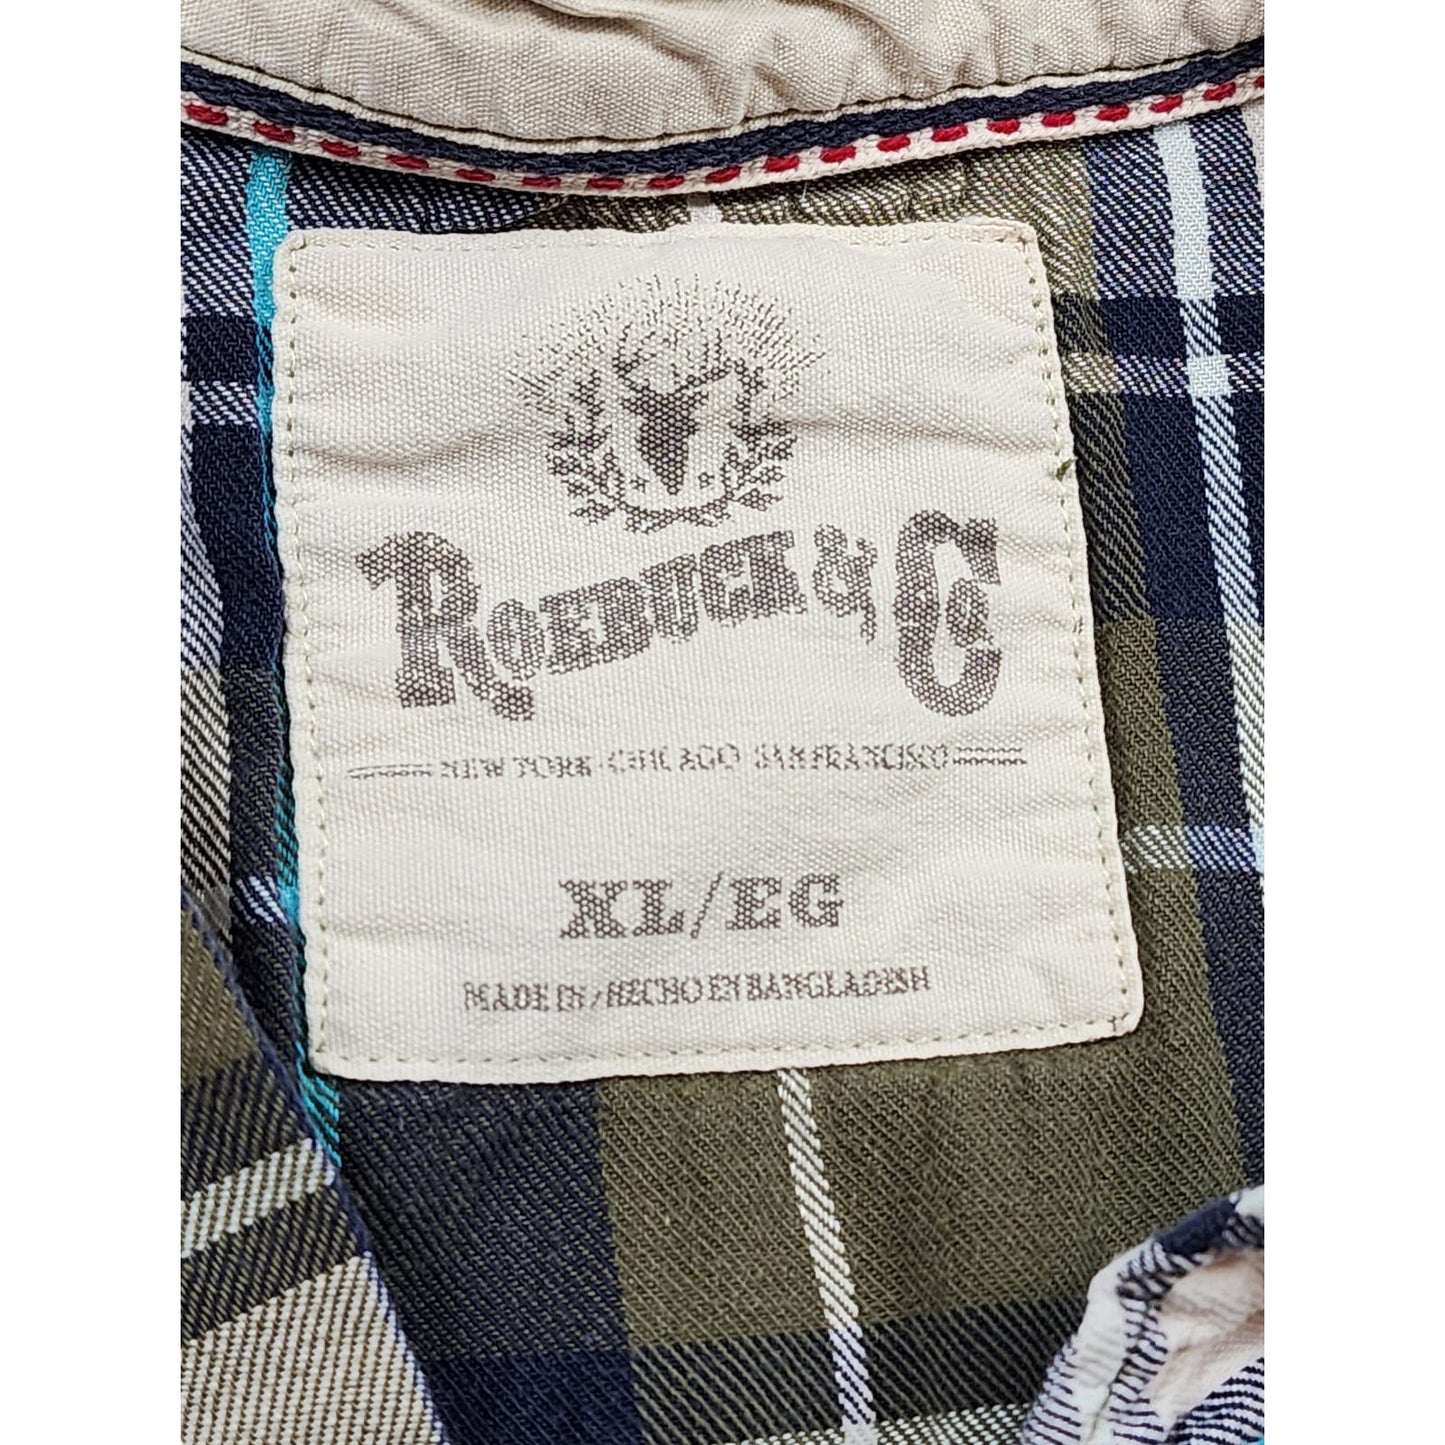 ROEBUCK & Co
NEW YORK · CHICAGO · SAN FRANCISCO
XL/EG
MADE IN / HECHO EN BANGLADESH